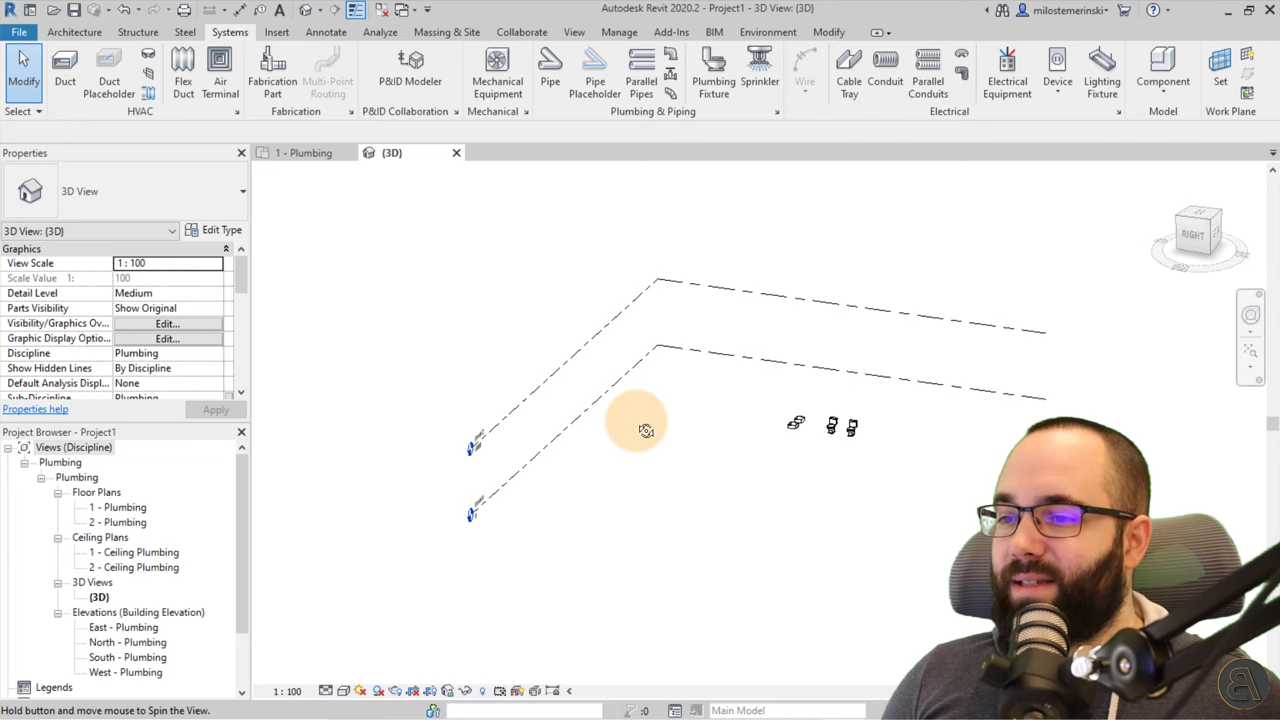 Autodesk Revit 2020.2 - Project1 - 3D View: {3D}
milostemerinski
File Architecture Structure Steel Systems Insert Annotate Analyze Massing & Site Collaborate View Manage Add-Ins BIM Environment Modify
Modify
Duct
Duct Placeholder
Flex Duct
Air Terminal
Fabrication Part
Multi-Point Routing
P&ID Modeler
Mechanical Equipment
Pipe
Pipe Placeholder
Parallel Pipes
Plumbing Fixture
Sprinkler
Wire
Cable Tray
Conduit
Parallel Conduits
Electrical Equipment
Device
Lighting Fixture
Component
Set
Select HVAC Fabrication P&ID Collaboration Mechanical Plumbing & Piping Electrical Model Work Plane
Properties
1 - Plumbing
{3D}
3D View
3D View: {3D}
Edit Type
Graphics
View Scale 1 : 100
Scale Value 1: 100
Detail Level Medium
Parts Visibility Show Original
Visibility/Graphics Ov... Edit...
Graphic Display Optio... Edit...
Discipline Plumbing
Show Hidden Lines By Discipline
Default Analysis Displ... None
Sub-Discipline Plumbing
Properties help
Apply
Project Browser - Project1
Views (Discipline)
Plumbing
Plumbing
Floor Plans
1 - Plumbing
2 - Plumbing
Ceiling Plans
1 - Ceiling Plumbing
2 - Ceiling Plumbing
3D Views
{3D}
Elevations (Building Elevation)
East - Plumbing
North - Plumbing
South - Plumbing
West - Plumbing
Legends
RIGHT
1 : 100
Hold button and move mouse to Spin the View.
:0
Main Model